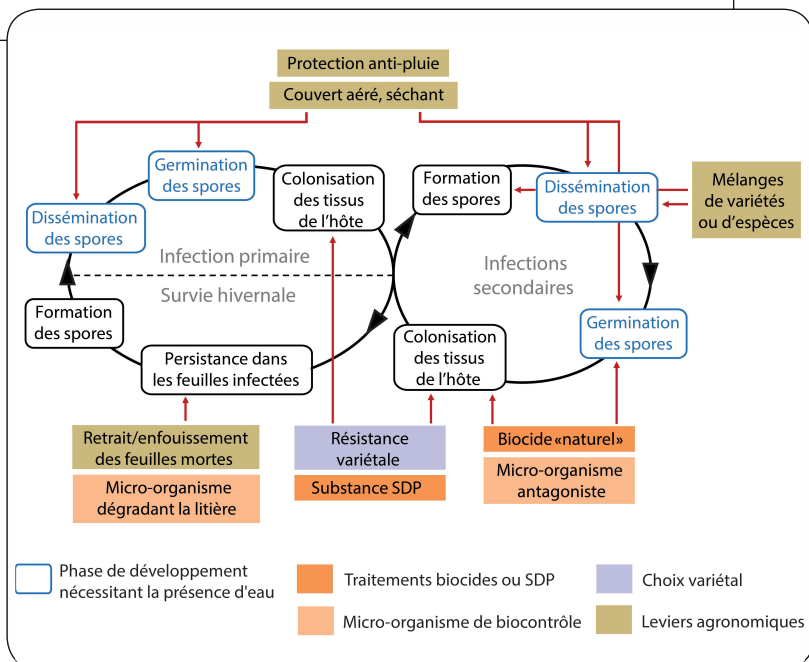 Protection anti-pluie
Couvert aéré, séchant
Germination
des spores
Colonisation
des tissus
de l'hôte
Formation
des spores
Dissémination
des spores
Mélanges
de variétés
ou d'espèces
Dissémination
des spores
Infection primaire
Survie hivernale
Infections
secondaires
Formation
des spores
Germination
des spores
Persistance dans
les feuilles infectées
Colonisation
des tissus
de l'hôte
Retrait/enfouissement
des feuilles mortes
Micro-organisme
dégradant la litière
Résistance
variétale
Substance SDP
Biocide «naturel»
Micro-organisme
antagoniste
Phase de développement
nécessitant la présence d'eau
Traitements biocides ou SDP
Choix variétal
Micro-organisme de biocontrôle
Leviers agronomiques